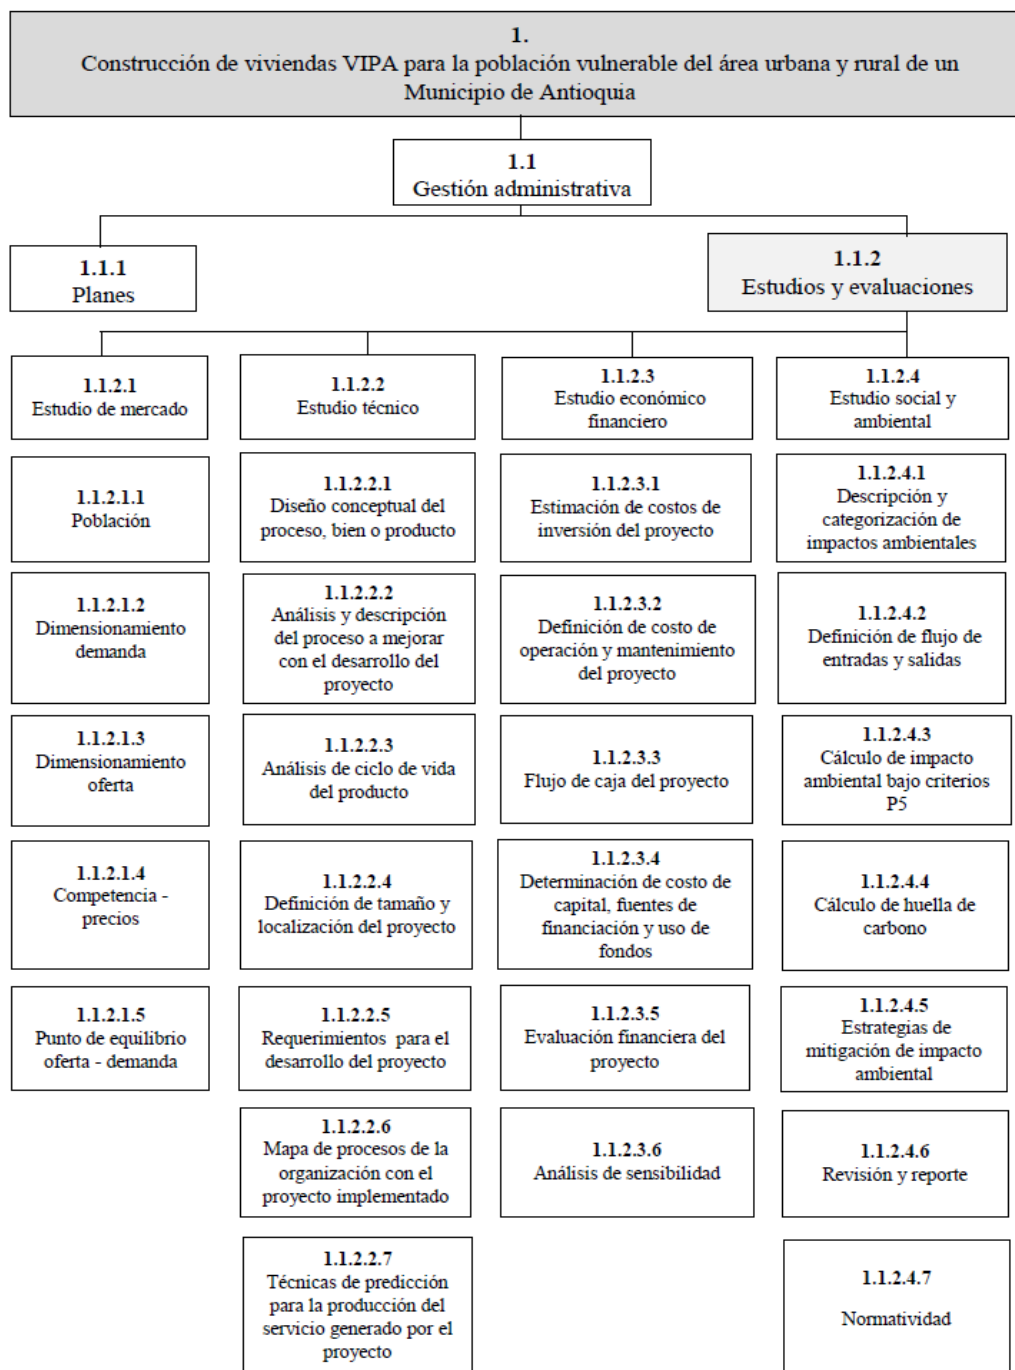 1.
Construcción de viviendas VIPA para la población vulnerable del área urbana y rural de un
Municipio de Antioquia
1.1
Gestión administrativa
1.1.1
Planes
1.1.2
Estudios y evaluaciones
1.1.2.1
Estudio de mercado
1.1.2.2
Estudio técnico
1.1.2.3
Estudio económico
financiero
1.1.2.4
Estudio social y
ambiental
1.1.2.1.1
Población
1.1.2.2.1
Diseño conceptual del
proceso, bien o producto
1.1.2.3.1
Estimación de costos de
inversión del proyecto
1.1.2.4.1
Descripción y
categorización de
impactos ambientales
1.1.2.1.2
Dimensionamiento
demanda
1.1.2.2.2
Análisis y descripción
del proceso a mejorar
con el desarrollo del
proyecto
1.1.2.3.2
Definición de costo de
operación y mantenimiento
del proyecto
1.1.2.4.2
Definición de flujo de
entradas y salidas
1.1.2.1.3
Dimensionamiento
oferta
1.1.2.2.3
Análisis de ciclo de vida
del producto
1.1.2.3.3
Flujo de caja del proyecto
1.1.2.4.3
Cálculo de impacto
ambiental bajo criterios
P5
1.1.2.1.4
Competencia -
precios
1.1.2.2.4
Definición de tamaño y
localización del proyecto
1.1.2.3.4
Determinación de costo de
capital, fuentes de
financiación y uso de
fondos
1.1.2.4.4
Cálculo de huella de
carbono
1.1.2.1.5
Punto de equilibrio
oferta - demanda
1.1.2.2.5
Requerimientos para el
desarrollo del proyecto
1.1.2.3.5
Evaluación financiera del
proyecto
1.1.2.4.5
Estrategias de
mitigación de impacto
ambiental
1.1.2.2.6
Mapa de procesos de la
organización con el
proyecto implementado
1.1.2.3.6
Análisis de sensibilidad
1.1.2.4.6
Revisión y reporte
1.1.2.2.7
Técnicas de predicción
para la producción del
servicio generado por el
proyecto
1.1.2.4.7
Normatividad